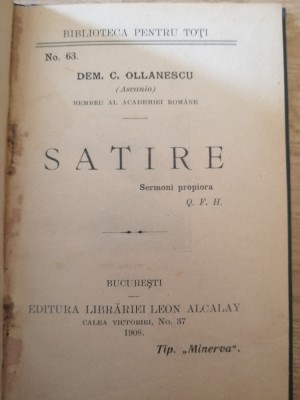 BIBLIOTECA PENTRU TOȚI
No. 63.
DEM. C. OLLANESCU
(Ascanio)
MEMBRU AL ACADEMIEI ROMÂNE
SATIRE
Sermoni propiora
Q. F. H.
BUCUREȘTI
EDITURA LIBRĂRIEI LEON ALCALAY
CALEA VICTORIEI, No. 37
1908.
Tip. „Minerva".